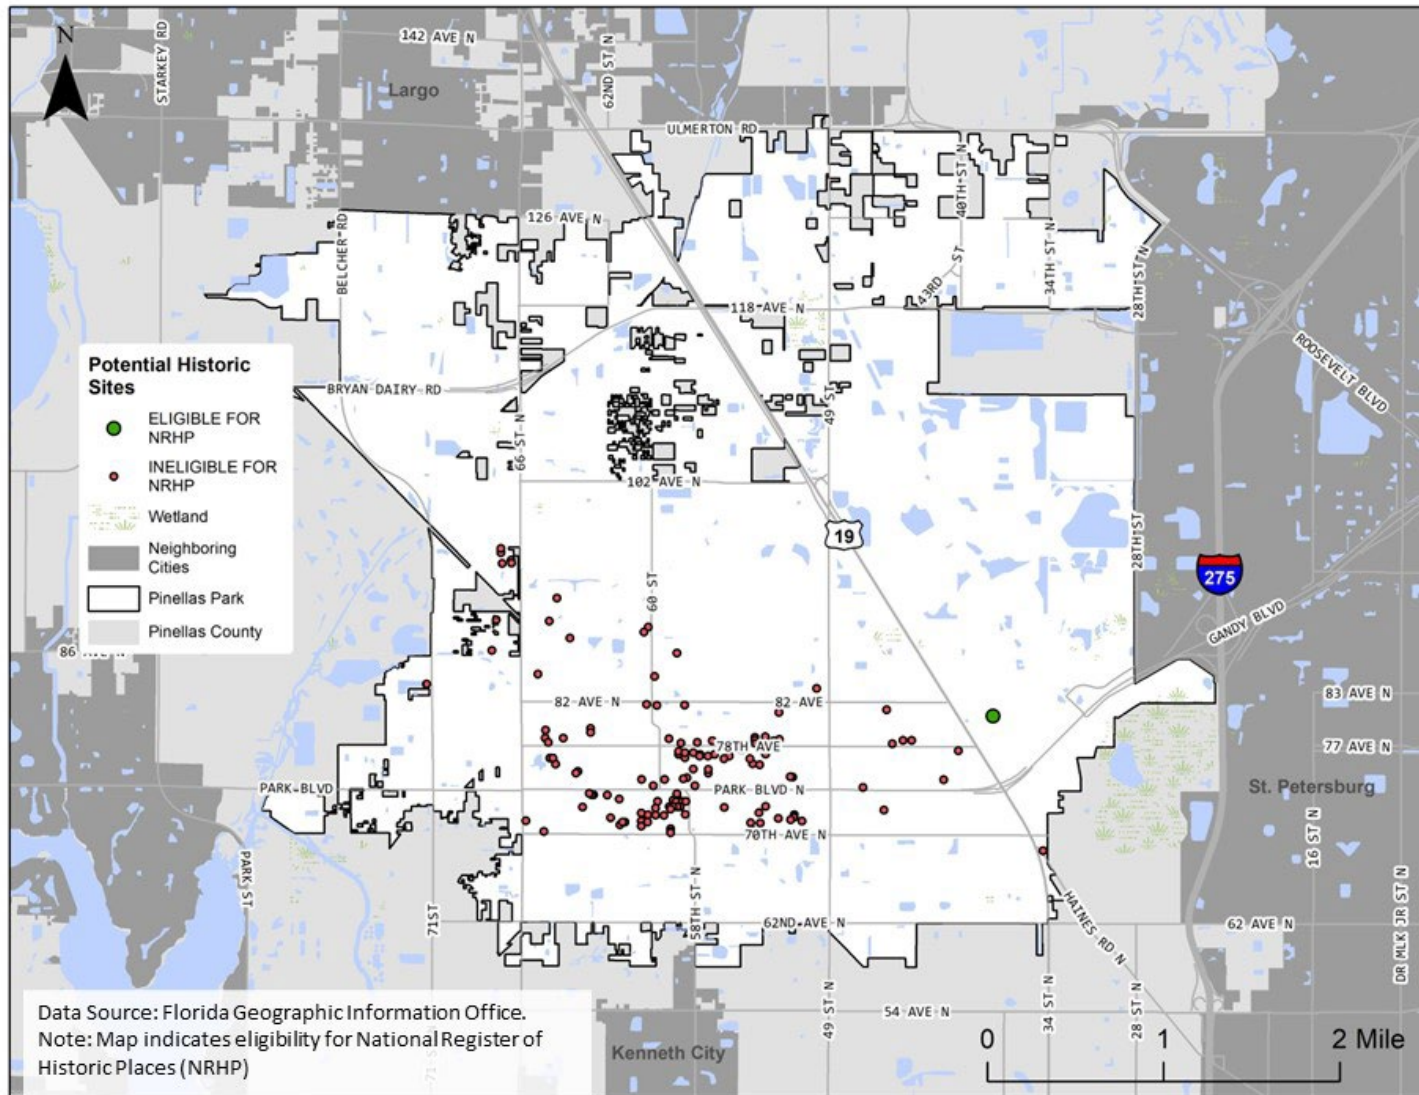 142 AVE N
STARKEY RD
N
62ND ST N
Largo
ULMERTON RD
40TH ST N
126 AVE N
BELCHER RD
34TH ST N
28TH ST N
43RD ST
118 AVE N
ROOSEVELT BLVD
Potential Historic
Sites
ELIGIBLE FOR
NRHP
INELIGIBLE FOR
NRHP
Wetland
Neighboring
Cities
Pinellas Park
Pinellas County
BRYAN DAIRY RD
66 ST N
49 ST
102 AVE N
19
28TH ST
275
60 ST
GANDY BLVD
86 AVE N
82 AVE N
82 AVE
83 AVE N
78TH AVE
77 AVE N
PARK BLVD
PARK BLVD N
St. Petersburg
70TH AVE N
16 ST N
PARK ST
71ST
58TH ST N
62ND AVE N
HAINES RD N
62 AVE N
DR MLK JR ST N
49 ST N
54 AVE N
34 ST N
28 ST N
71 ST
Kenneth City
0 1 2 Mile
Data Source: Florida Geographic Information Office.
Note: Map indicates eligibility for National Register of
Historic Places (NRHP)